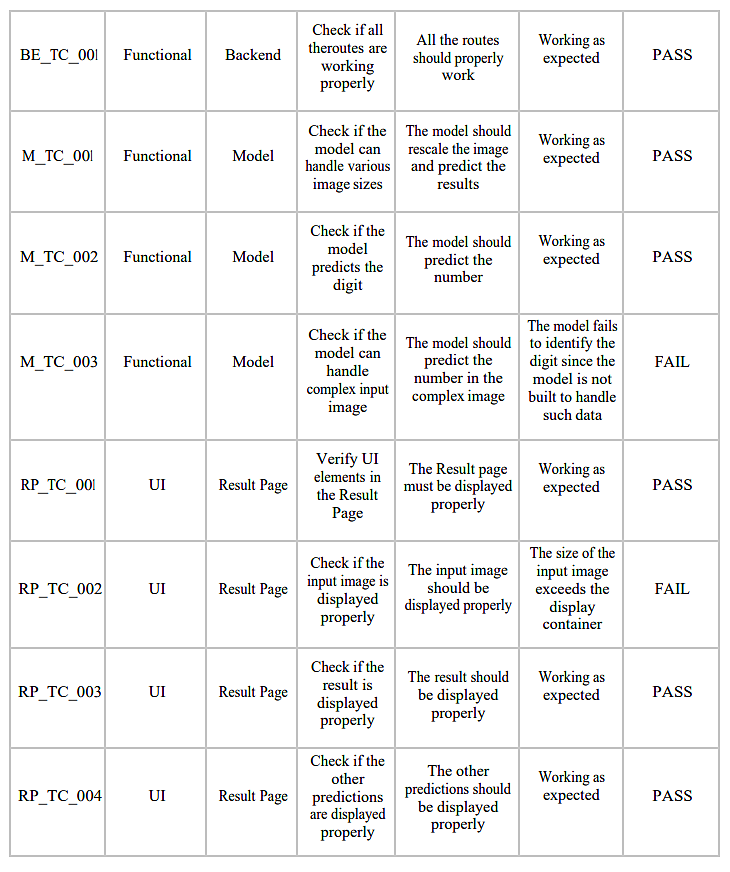 BE_TC_001
Functional
Backend
Check if all
theroutes are
working
properly
All the routes
should properly
work
Working as
expected
PASS
M_TC_001
Functional
Model
Check if the
model can
handle various
image sizes
The model should
rescale the image
and predict the
results
Working as
expected
PASS
M_TC_002
Functional
Model
Check if the
model
predicts the
digit
The model should
predict the
number
Working as
expected
PASS
M_TC_003
Functional
Model
Check if the
model can
handle
complex input
image
The model should
predict the
number in the
complex image
The model fails
to identify the
digit since the
model is not
built to handle
such data
FAIL
RP_TC_001
UI
Result Page
Verify UI
elements in
the Result
Page
The Result page
must be displayed
properly
Working as
expected
PASS
RP_TC_002
UI
Result Page
Check if the
input image is
displayed
properly
The input image
should be
displayed properly
The size of the
input image
exceeds the
display
container
FAIL
RP_TC_003
UI
Result Page
Check if the
result is
displayed
properly
The result should
be displayed
properly
Working as
expected
PASS
RP_TC_004
UI
Result Page
Check if the
other
predictions
are displayed
properly
The other
predictions should
be displayed
properly
Working as
expected
PASS